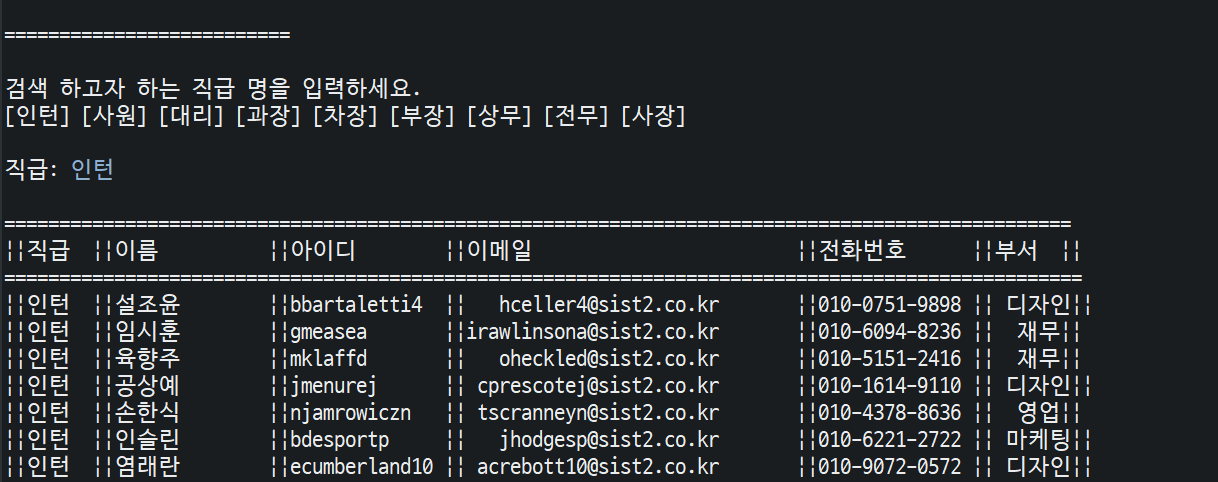 ==========================
검색 하고자 하는 직급 명을 입력하세요.
[인턴] [사원] [대리] [과장] [차장] [부장] [상무] [전무] [사장]
직급: 인턴
=================================================================================================
¦¦직급 ¦¦이름 ¦¦아이디 ¦¦이메일 ¦¦전화번호 ¦¦부서 ¦¦
==================================================================================================
¦¦인턴 ¦¦설조윤 ¦¦bbartaletti4 ¦¦ hceller4@sist2.co.kr ¦¦010-0751-9898 ¦¦ 디자인¦¦
¦¦인턴 ¦¦임시훈 ¦¦gmeasea ¦¦irawlinsona@sist2.co.kr ¦¦010-6094-8236 ¦¦ 재무¦¦
¦¦인턴 ¦¦육향주 ¦¦mklaffd ¦¦ oheckled@sist2.co.kr ¦¦010-5151-2416 ¦¦ 재무¦¦
¦¦인턴 ¦¦공상예 ¦¦jmenurej ¦¦ cprescotej@sist2.co.kr ¦¦010-1614-9110 ¦¦ 디자인¦¦
¦¦인턴 ¦¦손한식 ¦¦njamrowiczn ¦¦ tscranneyn@sist2.co.kr ¦¦010-4378-8636 ¦¦ 영업¦¦
¦¦인턴 ¦¦인슬린 ¦¦bdesportp ¦¦ jhodgesp@sist2.co.kr ¦¦010-6221-2722 ¦¦ 마케팅¦¦
¦¦인턴 ¦¦염래란 ¦¦ecumberland10 ¦¦ acrebott10@sist2.co.kr ¦¦010-9072-0572 ¦¦ 디자인¦¦